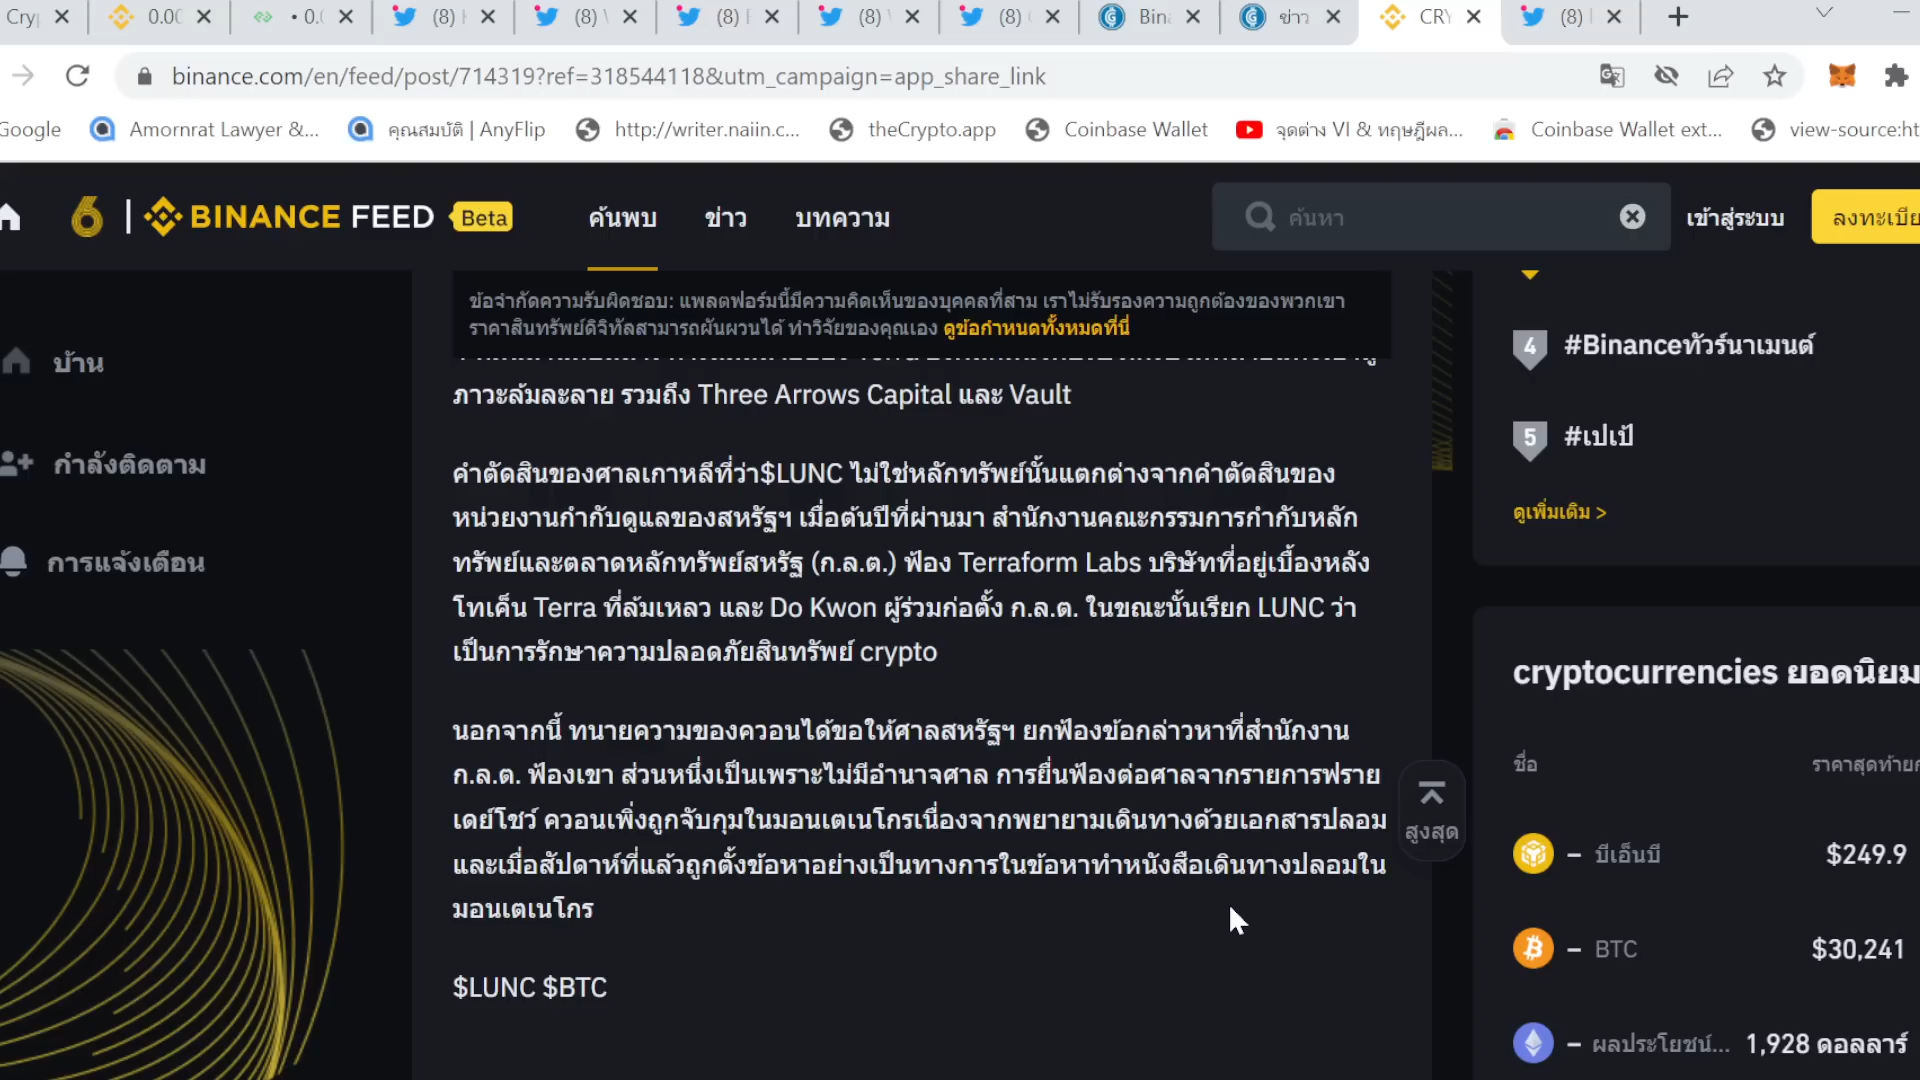 Cry
0.00
• 0.0
(8)
(8)
(8)
(8)
(8)
Bina
ข่าว
CRY
(8)
binance.com/en/feed/post/714319?ref=318544118&utm_campaign=app_share_link
Google
Amornrat Lawyer &...
คุณสมบัติ | AnyFlip
http://writer.naiin.c...
theCrypto.app
Coinbase Wallet
จุดต่าง VI & ทฤษฎีผล...
Coinbase Wallet ext...
view-source:ht
BINANCE FEED Beta
ค้นพบ
ข่าว
บทความ
ค้นหา
เข้าสู่ระบบ
ลงทะเบีย
บ้าน
กำลังติดตาม
การแจ้งเตือน
ข้อจำกัดความรับผิดชอบ: แพลตฟอร์มนี้มีความคิดเห็นของบุคคลที่สาม เราไม่รับรองความถูกต้องของพวกเขา
ราคาสินทรัพย์ดิจิทัลสามารถผันผวนได้ ทำวิจัยของคุณเอง ดูข้อกำหนดทั้งหมดที่นี่
ภาวะล้มละลาย รวมถึง Three Arrows Capital และ Vault
คำตัดสินของศาลเกาหลีที่ว่า$LUNC ไม่ใช่หลักทรัพย์นั้นแตกต่างจากคำตัดสินของ
หน่วยงานกำกับดูแลของสหรัฐฯ เมื่อต้นปีที่ผ่านมา สำนักงานคณะกรรมการกำกับหลัก
ทรัพย์และตลาดหลักทรัพย์สหรัฐ (ก.ล.ต.) ฟ้อง Terraform Labs บริษัทที่อยู่เบื้องหลัง
โทเค็น Terra ที่ล้มเหลว และ Do Kwon ผู้ร่วมก่อตั้ง ก.ล.ต. ในขณะนั้นเรียก LUNC ว่า
เป็นการรักษาความปลอดภัยสินทรัพย์ crypto
นอกจากนี้ ทนายความของควอนได้ขอให้ศาลสหรัฐฯ ยกฟ้องข้อกล่าวหาที่สำนักงาน
ก.ล.ต. ฟ้องเขา ส่วนหนึ่งเป็นเพราะไม่มีอำนาจศาล การยื่นฟ้องต่อศาลจากรายการฟราย
เดย์โชว์ ควอนเพิ่งถูกจับกุมในมอนเตเนโกรเนื่องจากพยายามเดินทางด้วยเอกสารปลอม
และเมื่อสัปดาห์ที่แล้วถูกตั้งข้อหาอย่างเป็นทางการในข้อหาทำหนังสือเดินทางปลอมใน
มอนเตเนโกร
$LUNC $BTC
สูงสุด
4 #Binanceทัวร์นาเมนต์
5 #เปเป้
ดูเพิ่มเติม >
cryptocurrencies ยอดนิยม
ชื่อ
ราคาสุดท้าย
– บีเอ็นบี $249.9
– BTC $30,241
– ผลประโยชน์... 1,928 ดอลลาร์